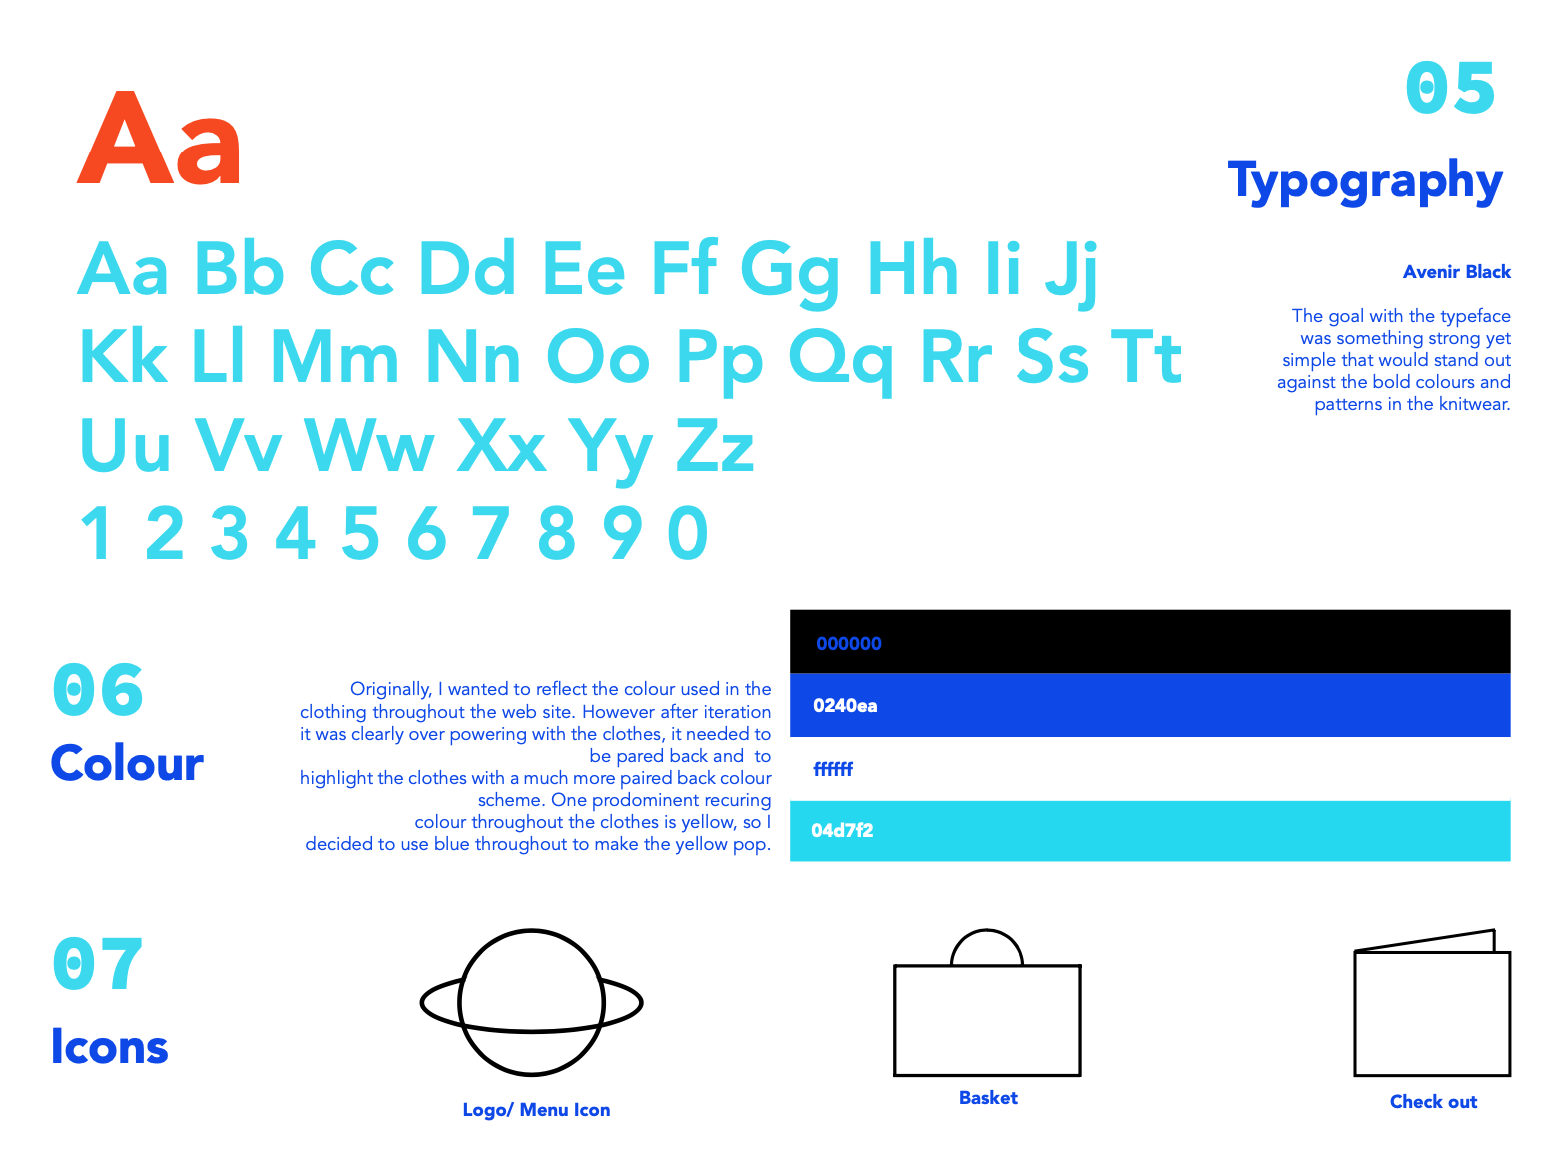 Aa
Aa Bb Cc Dd Ee Ff Gg Hh Ii Jj
Kk Ll Mm Nn Oo Pp Qq Rr Ss Tt
Uu Vv Ww Xx Yy Zz
1 2 3 4 5 6 7 8 9 0
05
Typography
Avenir Black
The goal with the typeface
was something strong yet
simple that would stand out
against the bold colours and
patterns in the knitwear.
06
Colour
Originally, I wanted to reflect the colour used in the
clothing throughout the web site. However after iteration
it was clearly over powering with the clothes, it needed to
be pared back and  to
highlight the clothes with a much more paired back colour
scheme. One prodominent recuring
colour throughout the clothes is yellow, so I
decided to use blue throughout to make the yellow pop.
000000
0240ea
ffffff
04d7f2
07
Icons
Logo/ Menu Icon
Basket
Check out